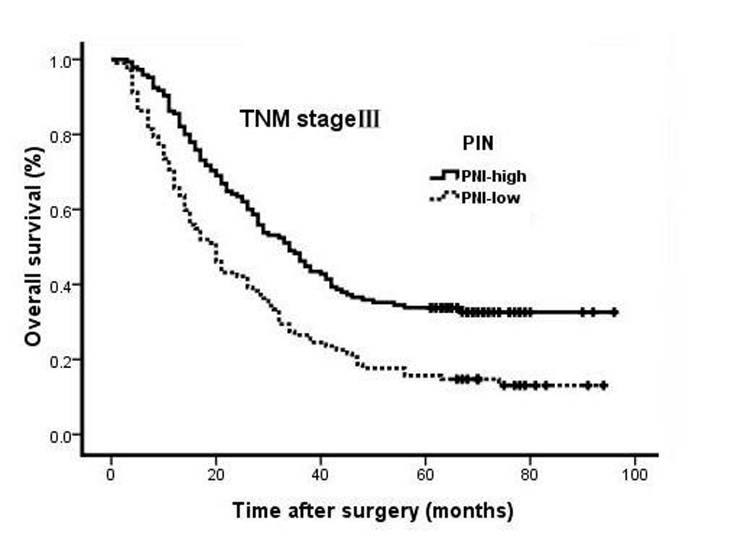 TNM stageⅢ
PIN
PNI-high
PNI-low
Overall survival (%)
1.0
0.8
0.6
0.4
0.2
0.0
0 20 40 60 80 100
Time after surgery (months)